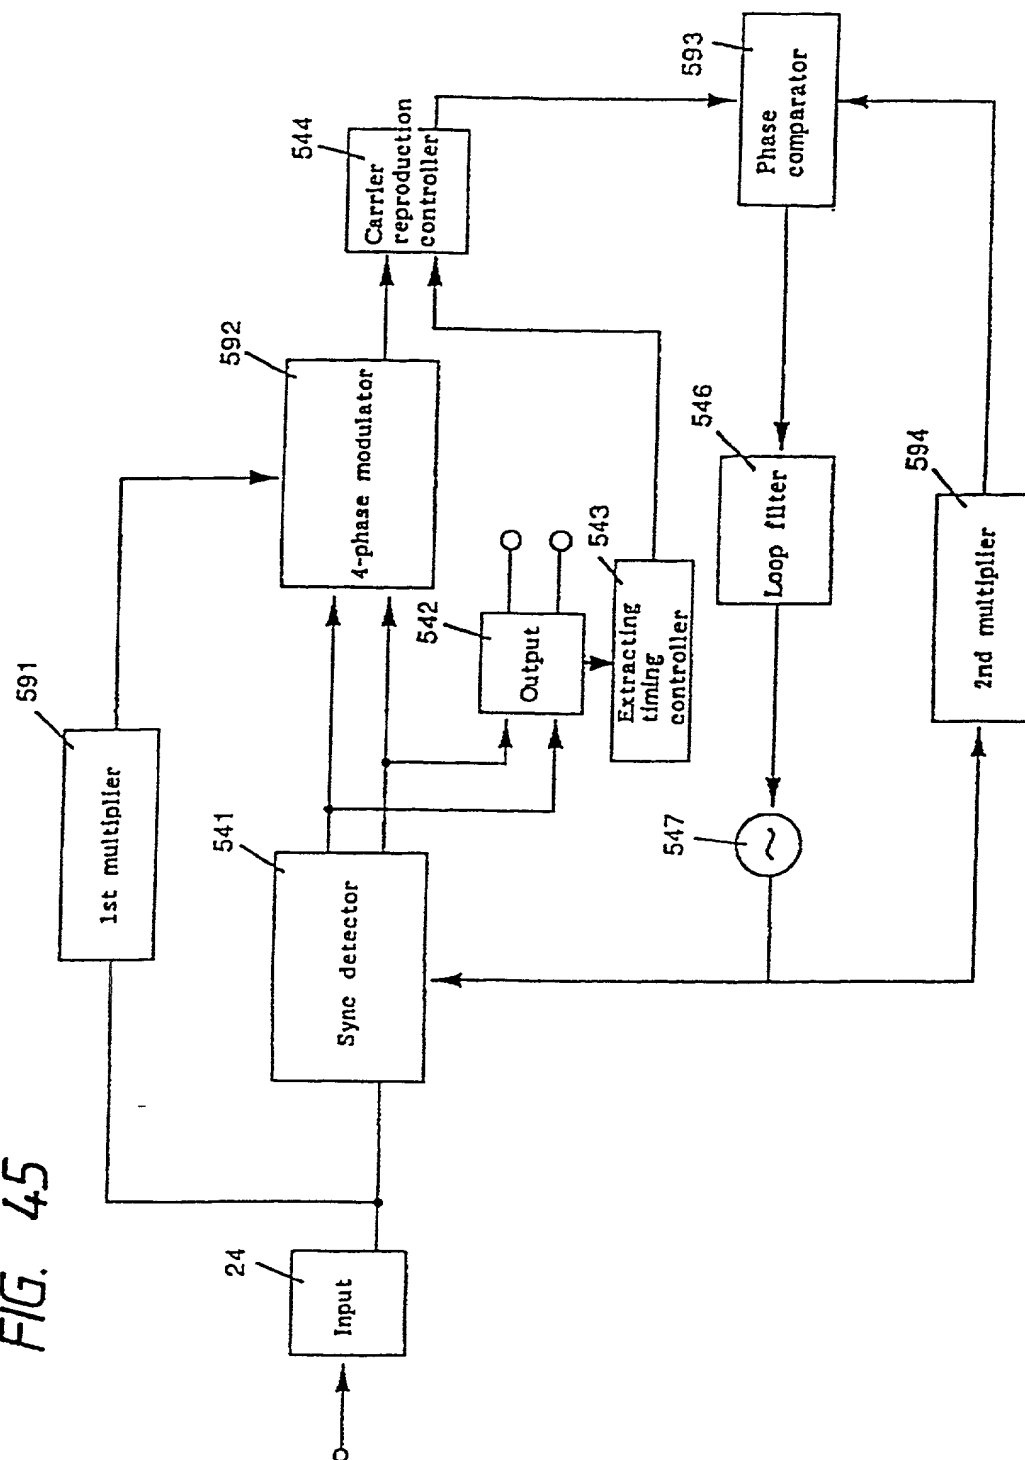 FIG. 45
24
Input
591
1st multiplier
541
Sync detector
592
4-phase modulator
544
Carrier
reproduction
controller
542
Output
543
Extracting
timing
controller
593
Phase
comparator
546
Loop filter
547
~
594
2nd multiplier